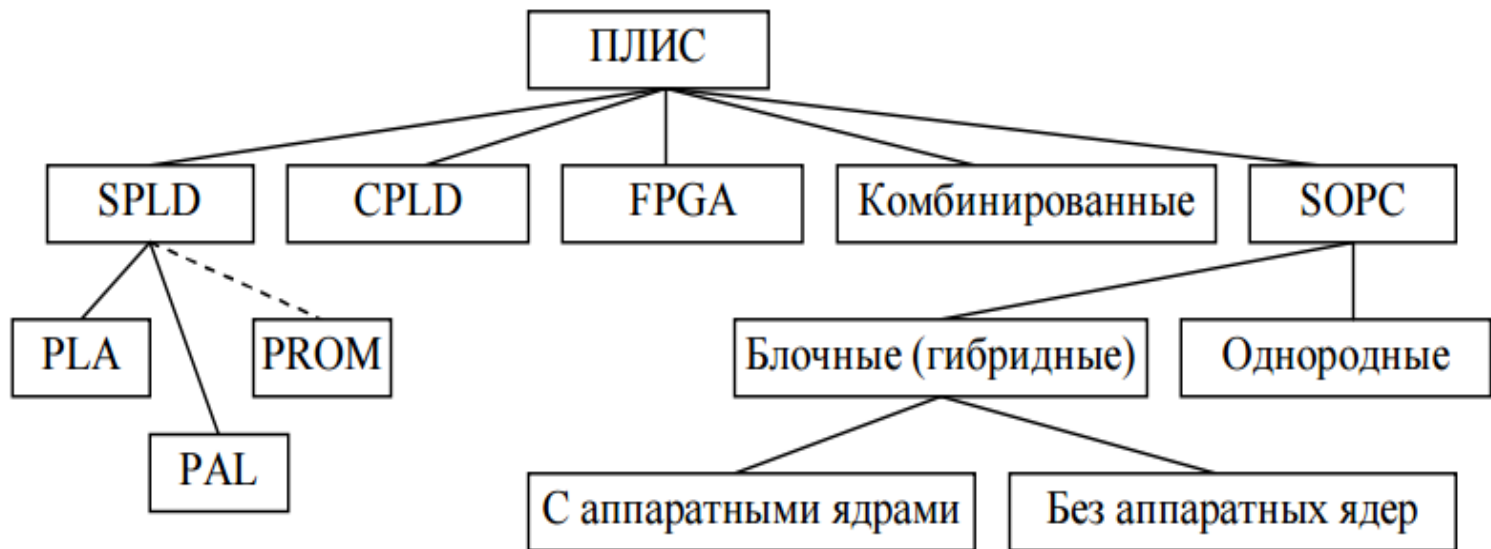 ПЛИС
SPLD
CPLD
FPGA
Комбинированные
SOPC
PLA
PROM
Блочные (гибридные)
Однородные
PAL
С аппаратными ядрами
Без аппаратных ядер